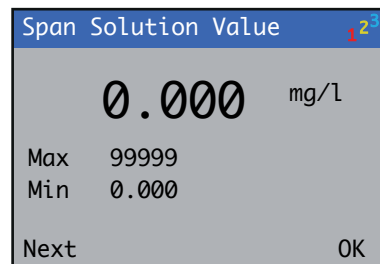 Span Solution Value 123
0.000 mg/l
Max 99999
Min 0.000
Next OK